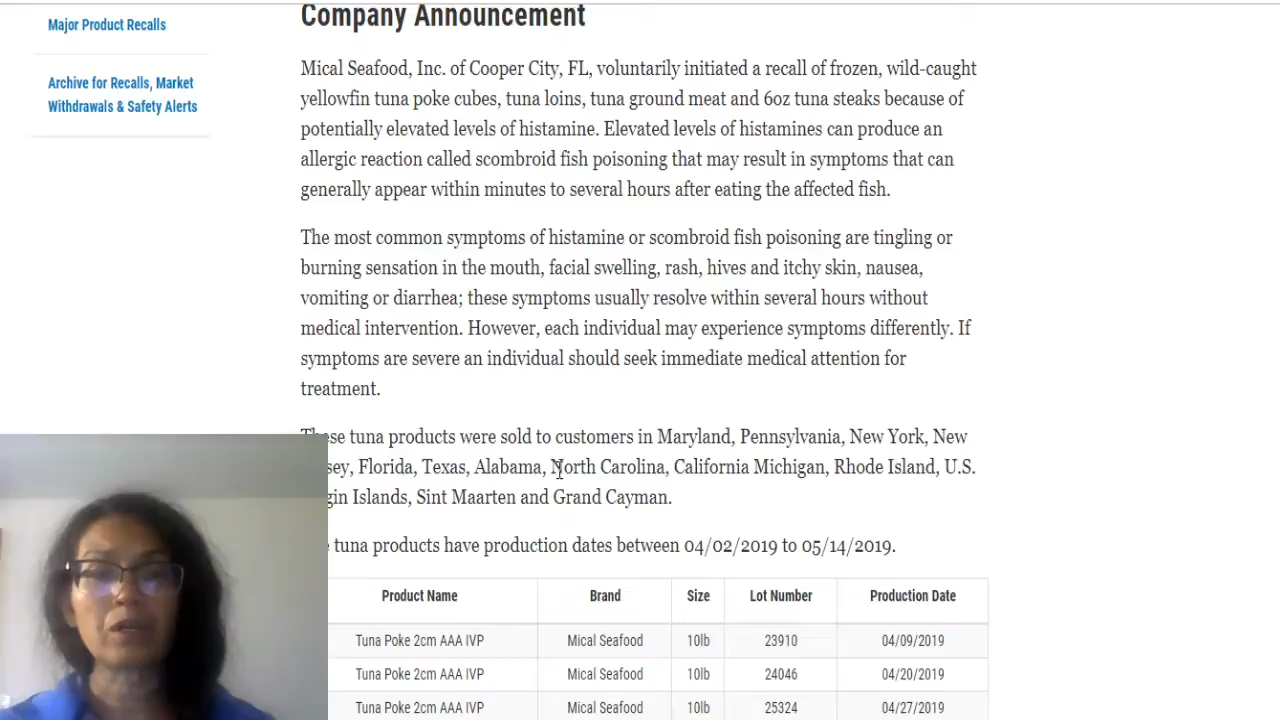 Company Announcement
Major Product Recalls
Archive for Recalls, Market
Withdrawals & Safety Alerts
Mical Seafood, Inc. of Cooper City, FL, voluntarily initiated a recall of frozen, wild-caught
yellowfin tuna poke cubes, tuna loins, tuna ground meat and 6oz tuna steaks because of
potentially elevated levels of histamine. Elevated levels of histamines can produce an
allergic reaction called scombroid fish poisoning that may result in symptoms that can
generally appear within minutes to several hours after eating the affected fish.
The most common symptoms of histamine or scombroid fish poisoning are tingling or
burning sensation in the mouth, facial swelling, rash, hives and itchy skin, nausea,
vomiting or diarrhea; these symptoms usually resolve within several hours without
medical intervention. However, each individual may experience symptoms differently. If
symptoms are severe an individual should seek immediate medical attention for
treatment.
tuna products were sold to customers in Maryland, Pennsylvania, New York, New
Florida, Texas, Alabama, North Carolina, California Michigan, Rhode Island, U.S.
Islands, Sint Maarten and Grand Cayman.
tuna products have production dates between 04/02/2019 to 05/14/2019.
Product Name Brand Size Lot Number Production Date
Tuna Poke 2cm AAA IVP Mical Seafood 10lb 23910 04/09/2019
Tuna Poke 2cm AAA IVP Mical Seafood 10lb 24046 04/20/2019
Tuna Poke 2cm AAA IVP Mical Seafood 10lb 25324 04/27/2019